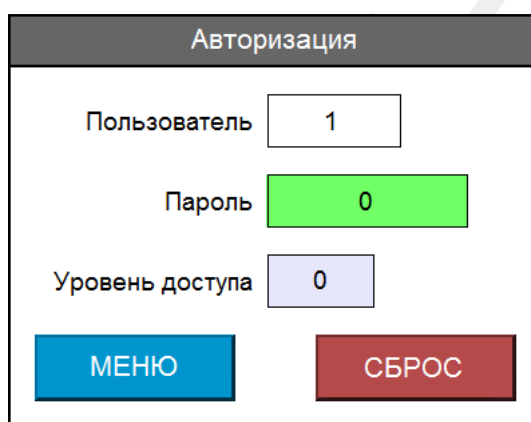 Авторизация
Пользователь 1
Пароль 0
Уровень доступа 0
МЕНЮ СБРОС